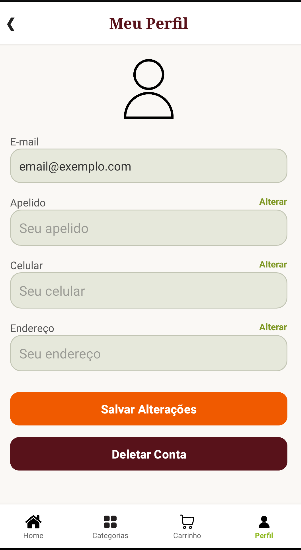 Meu Perfil
E-mail
email@exemplo.com
Apelido Alterar
Seu apelido
Celular Alterar
Seu celular
Endereço Alterar
Seu endereço
Salvar Alterações
Deletar Conta
Home Categorias Carrinho Perfil